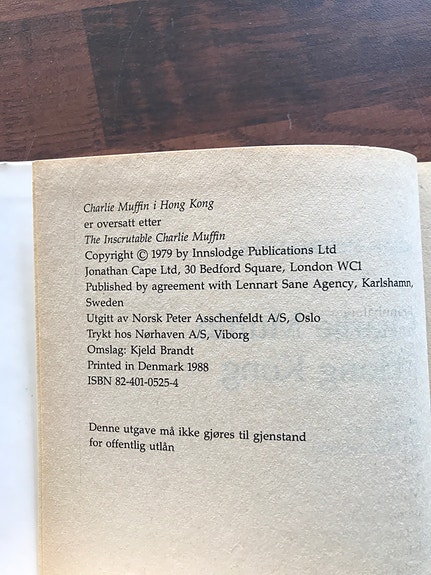 Charlie Muffin i Hong Kong
er oversatt etter
The Inscrutable Charlie Muffin
Copyright © 1979 by Innslodge Publications Ltd
Jonathan Cape Ltd, 30 Bedford Square, London WC1
Published by agreement with Lennart Sane Agency, Karlshamn,
Sweden
Utgitt av Norsk Peter Asschenfeldt A/S, Oslo
Trykt hos Nørhaven A/S, Viborg
Omslag: Kjeld Brandt
Printed in Denmark 1988
ISBN 82-401-0525-4
Denne utgave må ikke gjøres til gjenstand
for offentlig utlån